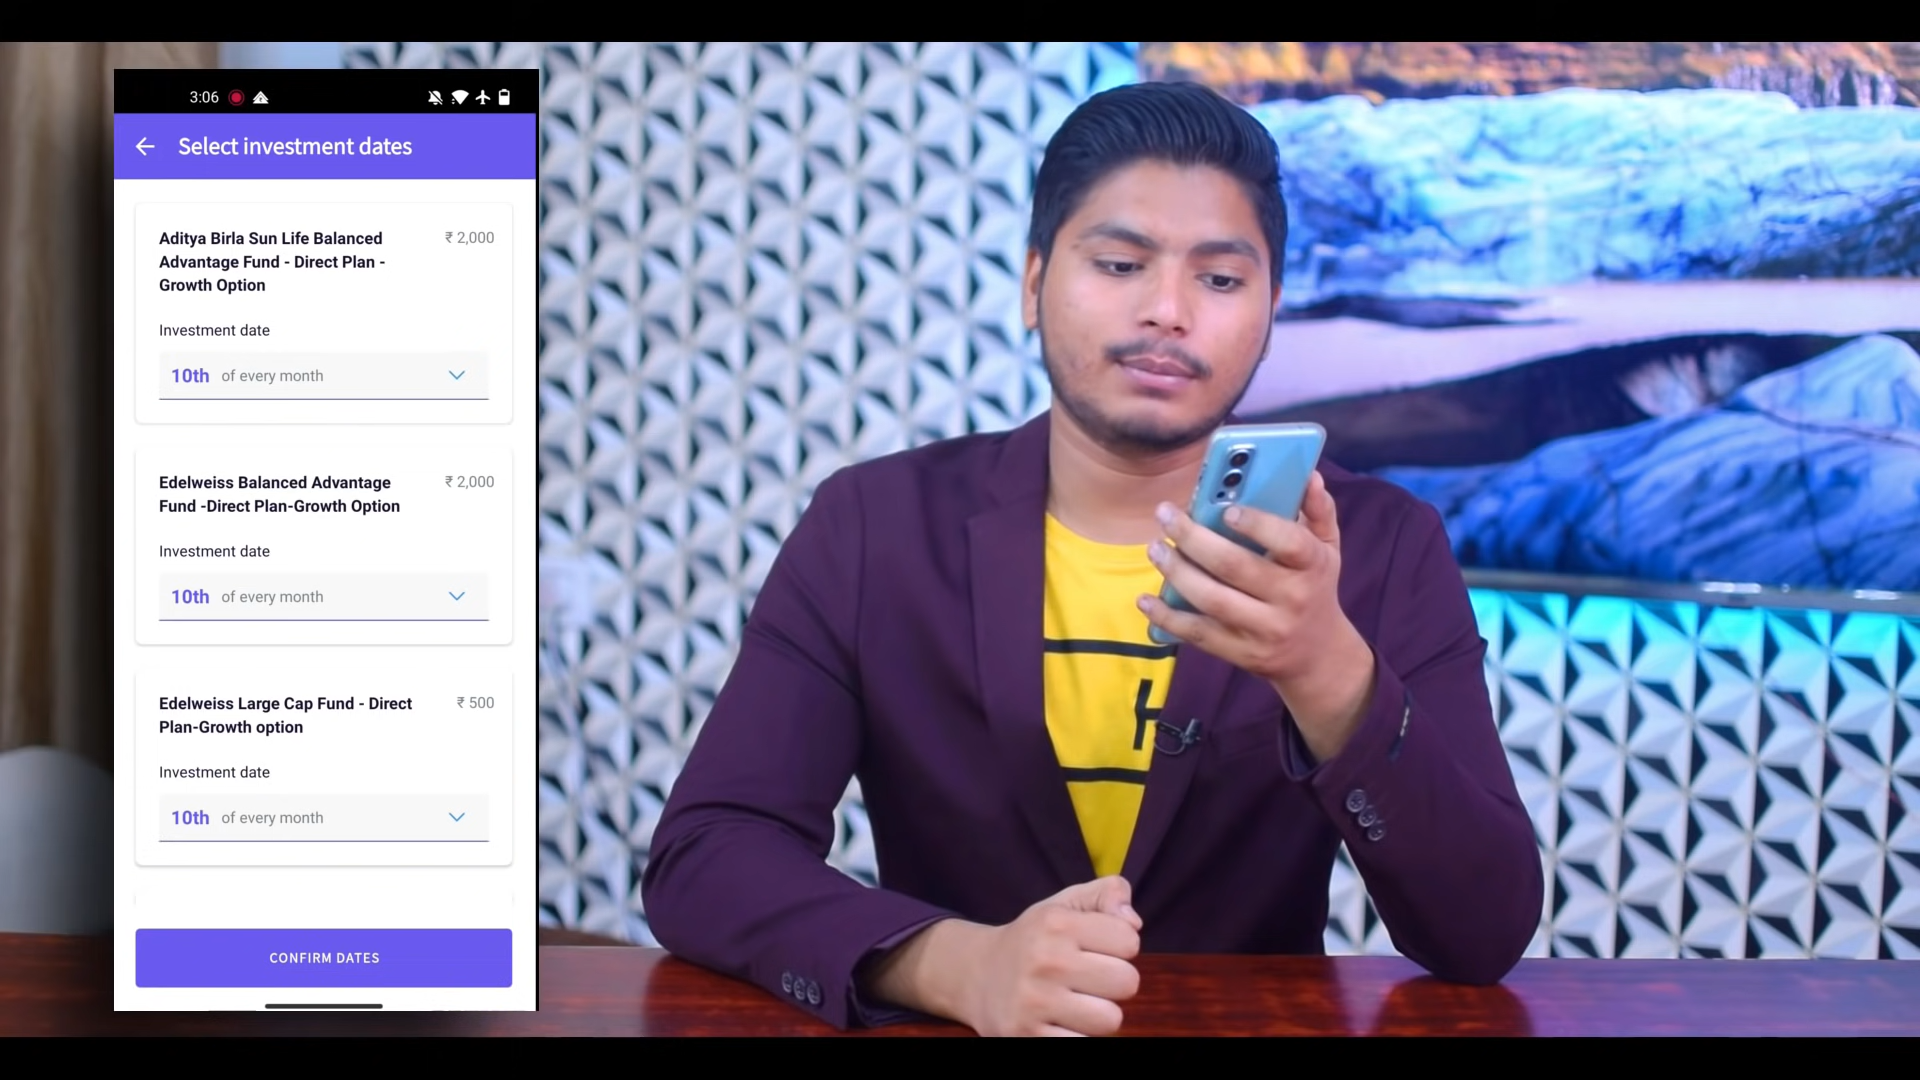 3:06
Select investment dates
Aditya Birla Sun Life Balanced ₹ 2,000
Advantage Fund - Direct Plan -
Growth Option
Investment date
10th of every month
Edelweiss Balanced Advantage ₹ 2,000
Fund -Direct Plan-Growth Option
Investment date
10th of every month
Edelweiss Large Cap Fund - Direct ₹ 500
Plan-Growth option
Investment date
10th of every month
CONFIRM DATES
H